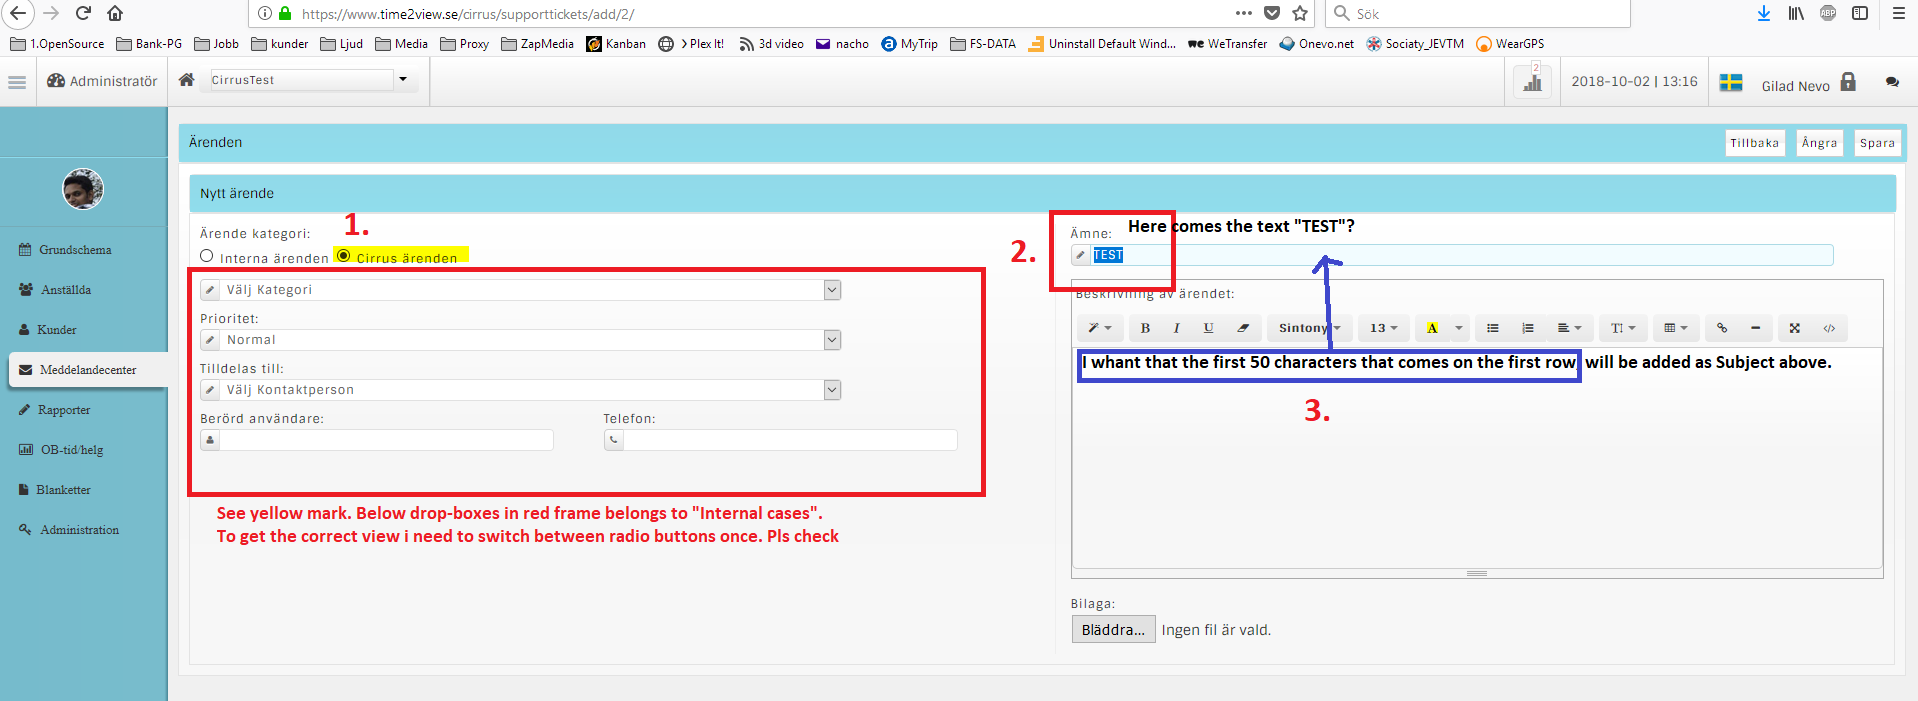 https://www.time2view.se/cirrus/supporttickets/add/2/
Sök
1.OpenSource Bank-PG Jobb kunder Ljud Media Proxy ZapMedia Kanban > Plex It! 3d video nacho MyTrip FS-DATA Uninstall Default Wind... WeTransfer Onevo.net Sociaty_JEVTM WearGPS
Administratör
CirrusTest
2
2018-10-02 | 13:16
Gilad Nevo
Ärenden
Tillbaka
Ångra
Spara
Nytt ärende
Grundschema
Anställda
Kunder
Meddelandecenter
Rapporter
OB-tid/helg
Blanketter
Administration
1.
Ärende kategori:
Interna ärenden
Cirrus ärenden
Välj Kategori
Prioritet:
Normal
Tilldelas till:
Välj Kontaktperson
Berörd användare:
Telefon:
See yellow mark. Below drop-boxes in red frame belongs to "Internal cases".
To get the correct view i need to switch between radio buttons once. Pls check
2.
Here comes the text "TEST"?
Ämne:
TEST
Beskrivning av ärendet:
B I U Sintony 13 A
I whant that the first 50 characters that comes on the first row, will be added as Subject above.
3.
Bilaga:
Bläddra... Ingen fil är vald.